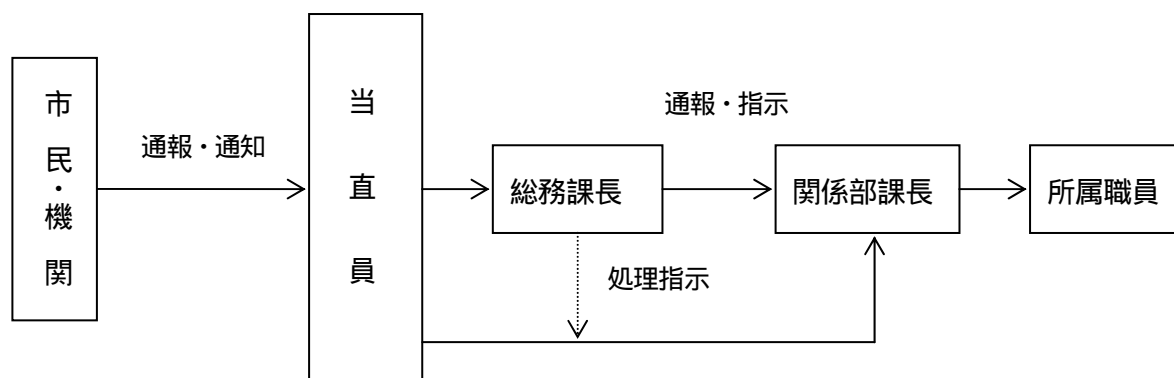 市民・機関
通報・通知
当直員
通報・指示
総務課長
関係部課長
所属職員
処理指示